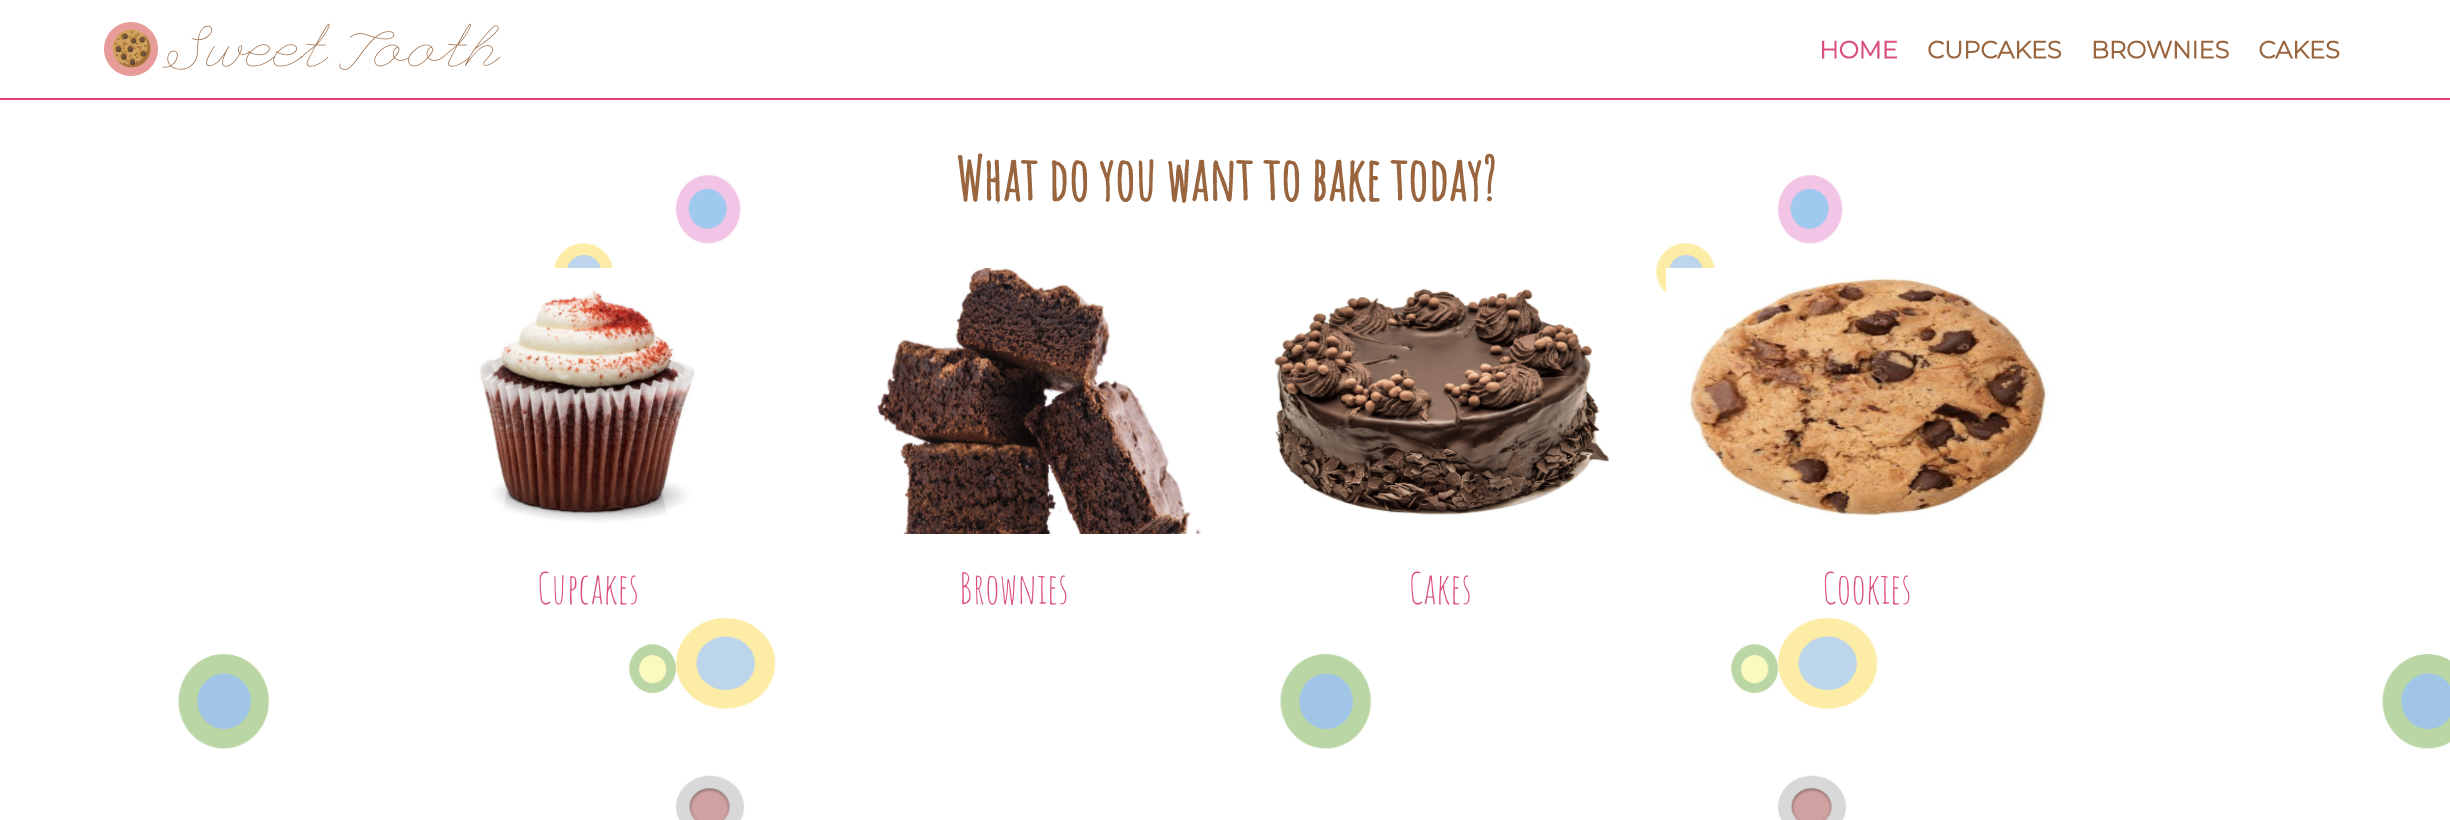 Sweet Tooth
HOME CUPCAKES BROWNIES CAKES
What do you want to bake today?
Cupcakes Brownies Cakes Cookies